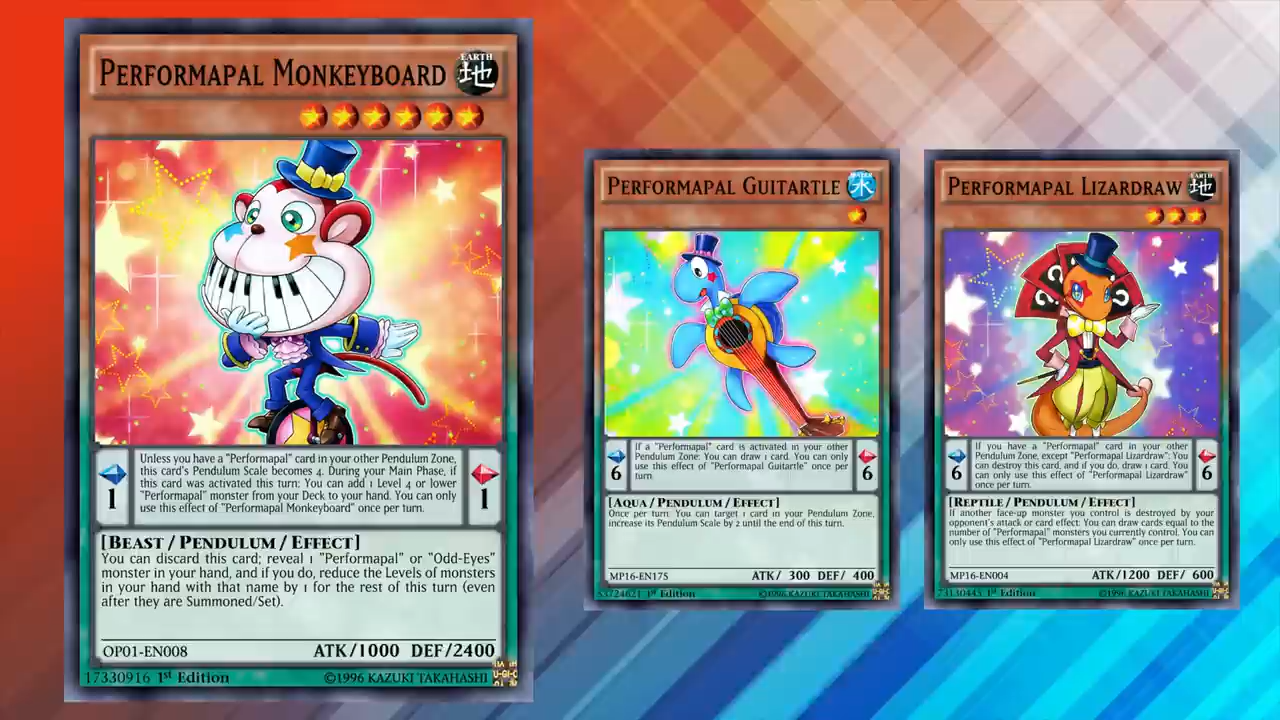 PERFORMAPAL MONKEYBOARD
EARTH
地
1
Unless you have a "Performapal" card in your other Pendulum Zone,
this card's Pendulum Scale becomes 4. During your Main Phase, if
this card was activated this turn: You can add 1 Level 4 or lower
"Performapal" monster from your Deck to your hand. You can only
use this effect of "Performapal Monkeyboard" once per turn.
1
[BEAST / PENDULUM / EFFECT]
You can discard this card; reveal 1 "Performapal" or "Odd-Eyes"
monster in your hand, and if you do, reduce the Levels of monsters
in your hand with that name by 1 for the rest of this turn (even
after they are Summoned/Set).
OP01-EN008
ATK/1000 DEF/2400
17330916 1st Edition
©1996 KAZUKI TAKAHASHI
PERFORMAPAL GUITARTLE
WATER
水
6
If a "Performapal" card is activated in your other
Pendulum Zone: You can draw 1 card. You can only
use this effect of "Performapal Guitartle" once per
turn.
6
[AQUA / PENDULUM / EFFECT]
Once per turn: You can target 1 card in your Pendulum Zone,
increase its Pendulum Scale by 2 until the end of this turn.
ATK/ 300 DEF/ 400
MP16-EN175
1st Edition
©1996 KAZUKI TAKAHASHI
PERFORMAPAL LIZARDRAW
EARTH
地
6
If you have a "Performapal" card in your other
Pendulum Zone, except "Performapal Lizardraw": You
can destroy this card, and if you do, draw 1 card. You
can only use this effect of "Performapal Lizardraw"
once per turn.
6
[REPTILE / PENDULUM / EFFECT]
If another face-up monster you control is destroyed by your
opponent's attack or card effect: You can draw cards equal to the
number of "Performapal" monsters you currently control. You can
only use this effect of "Performapal Lizardraw" once per turn.
ATK/1200 DEF/ 600
MP16-EN004
1st Edition
©1996 KAZUKI TAKAHASHI